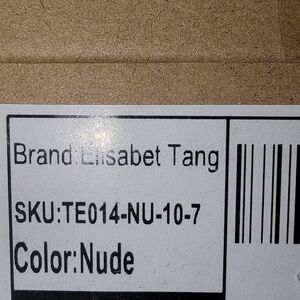 Brand:Elisabet Tang
SKU:TE014-NU-10-7
Color:Nude